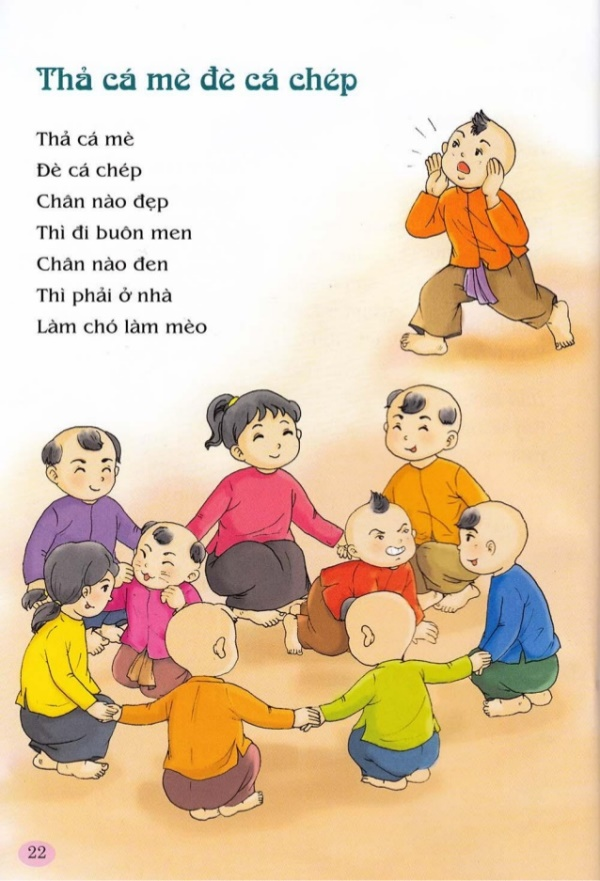 Thả cá mè đè cá chép
Thả cá mè
Đè cá chép
Chân nào đẹp
Thì đi buôn men
Chân nào đen
Thì phải ở nhà
Làm chó làm mèo
22